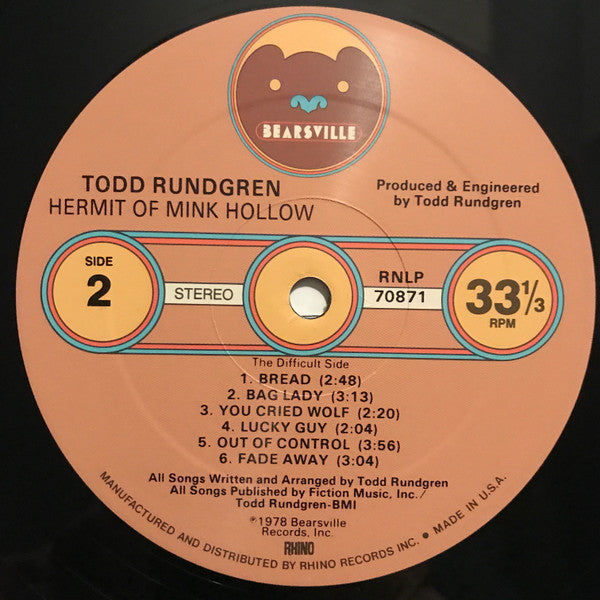 BEARSVILLE
TODD RUNDGREN
HERMIT OF MINK HOLLOW
Produced & Engineered
by Todd Rundgren
SIDE
2
STEREO
RNLP
70871
33 1/3
RPM
The Difficult Side
1. BREAD (2:48)
2. BAG LADY (3:13)
3. YOU CRIED WOLF (2:20)
4. LUCKY GUY (2:04)
5. OUT OF CONTROL (3:56)
6. FADE AWAY (3:04)
All Songs Written and Arranged by Todd Rundgren
All Songs Published by Fiction Music, Inc./
Todd Rundgren-BMI
℗1978 Bearsville
Records, Inc.
RHINO
MANUFACTURED AND DISTRIBUTED BY RHINO RECORDS INC. • MADE IN U.S.A.